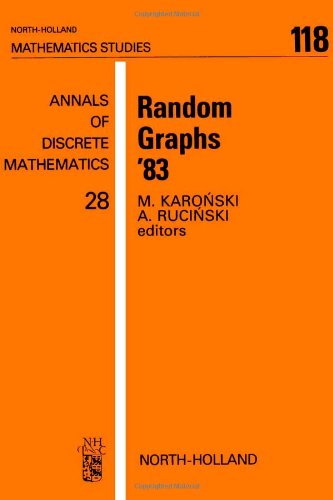 NORTH-HOLLAND
MATHEMATICS STUDIES
118
ANNALS
OF
DISCRETE
MATHEMATICS
28
Random
Graphs
'83
M. KAROŃSKI
A. RUCIŃSKI
editors
NORTH-HOLLAND